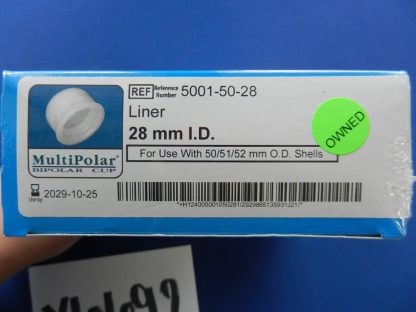 REF Reference Number 5001-50-28
Liner
28 mm I.D.
For Use With 50/51/52 mm O.D. Shells
OWNED
MultiPolar®
BIPOLAR CUP
Use By 2029-10-25